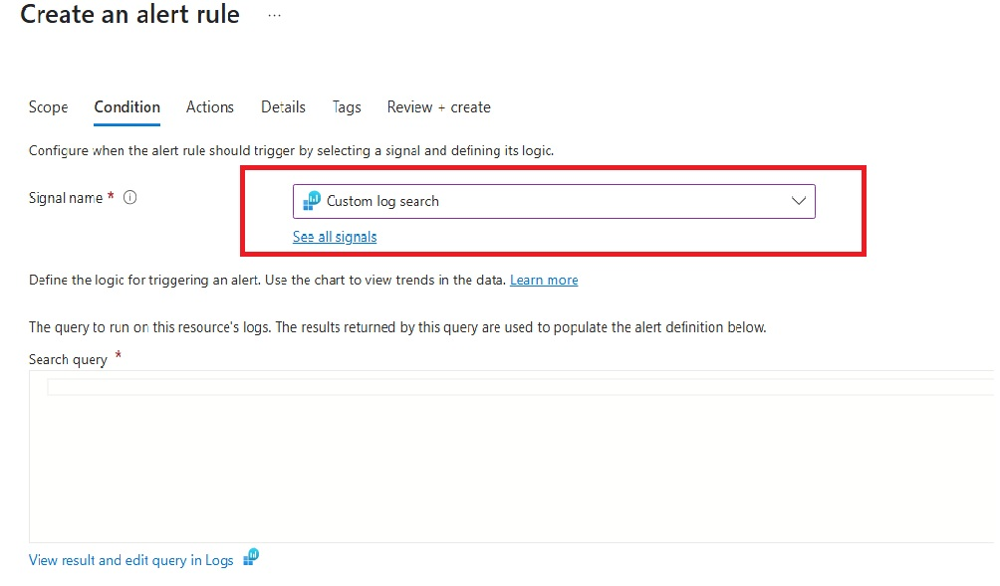 Create an alert rule ...
Scope Condition Actions Details Tags Review + create
Configure when the alert rule should trigger by selecting a signal and defining its logic.
Signal name * Custom log search
See all signals
Define the logic for triggering an alert. Use the chart to view trends in the data. Learn more
The query to run on this resource's logs. The results returned by this query are used to populate the alert definition below.
Search query *
View result and edit query in Logs